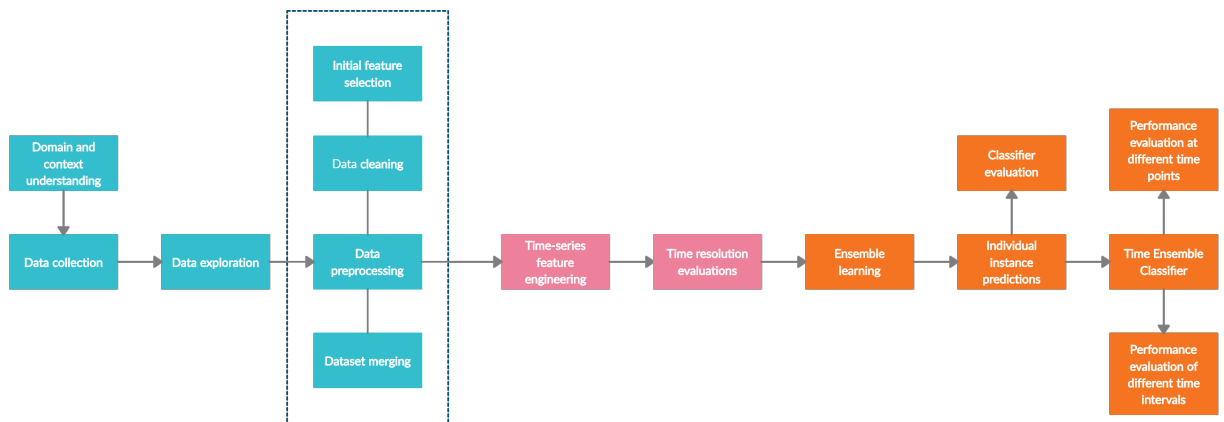 Domain and
context
understanding
Data collection
Data exploration
Initial feature
selection
Data cleaning
Data
preprocessing
Dataset merging
Time-series
feature
engineering
Time resolution
evaluations
Ensemble
learning
Classifier
evaluation
Individual
instance
predictions
Performance
evaluation at
different time
points
Time Ensemble
Classifier
Performance
evaluation of
different time
intervals